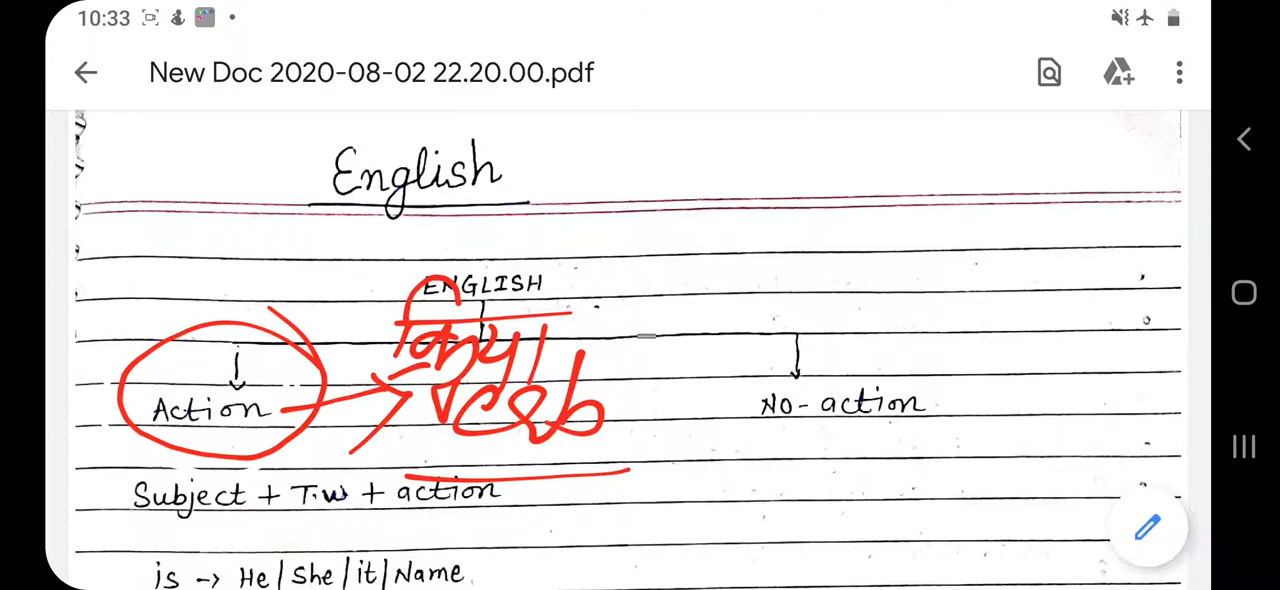 10:33
New Doc 2020-08-02 22.20.00.pdf
English
ENGLISH
Action
NO-action
Subject + T.W + action
is → He/She/it/Name